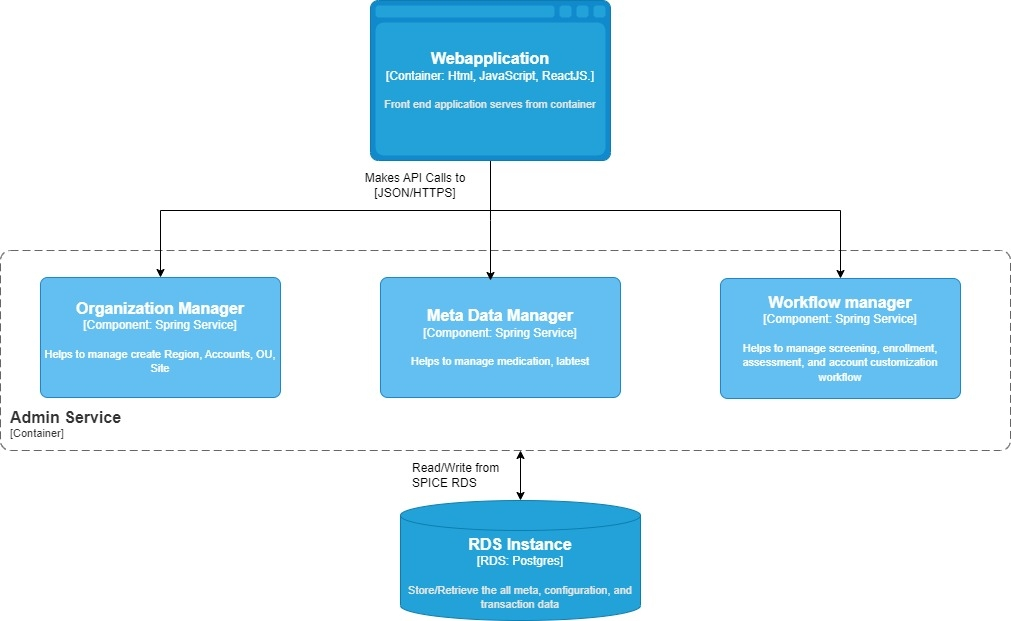 Webapplication
[Container: Html, JavaScript, ReactJS.]
Front end application serves from container
Makes API Calls to
[JSON/HTTPS]
Organization Manager
[Component: Spring Service]
Helps to manage create Region, Accounts, OU,
Site
Meta Data Manager
[Component: Spring Service]
Helps to manage medication, labtest
Workflow manager
[Component: Spring Service]
Helps to manage screening, enrollment,
assessment, and account customization
workflow
Admin Service
[Container]
Read/Write from
SPICE RDS
RDS Instance
[RDS: Postgres]
Store/Retrieve the all meta, configuration, and
transaction data